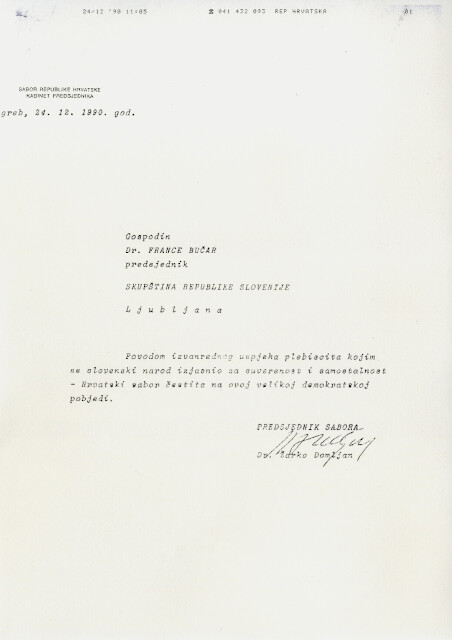 24/12 '90 11:05 2 041 432 093 REP HRVATSKA 01
SABOR REPUBLIKE HRVATSKE
KABINET PREDSJEDNIKA
greb, 24. 12. 1990. god.
Gospodin
Dr. FRANCE BUČAR
predsjednik
SKUPŠTINA REPUBLIKE SLOVENIJE
Ljubljana
Povodom izvanrednog uspjeha plebiscita kojim
se slovenski narod izjasnio za suverenost i samostalnost
- Hrvatski sabor čestita na ovoj velikoj demokratskoj
pobjedi.
PREDSJEDNIK SABORA
Dr. Žarko Domljan